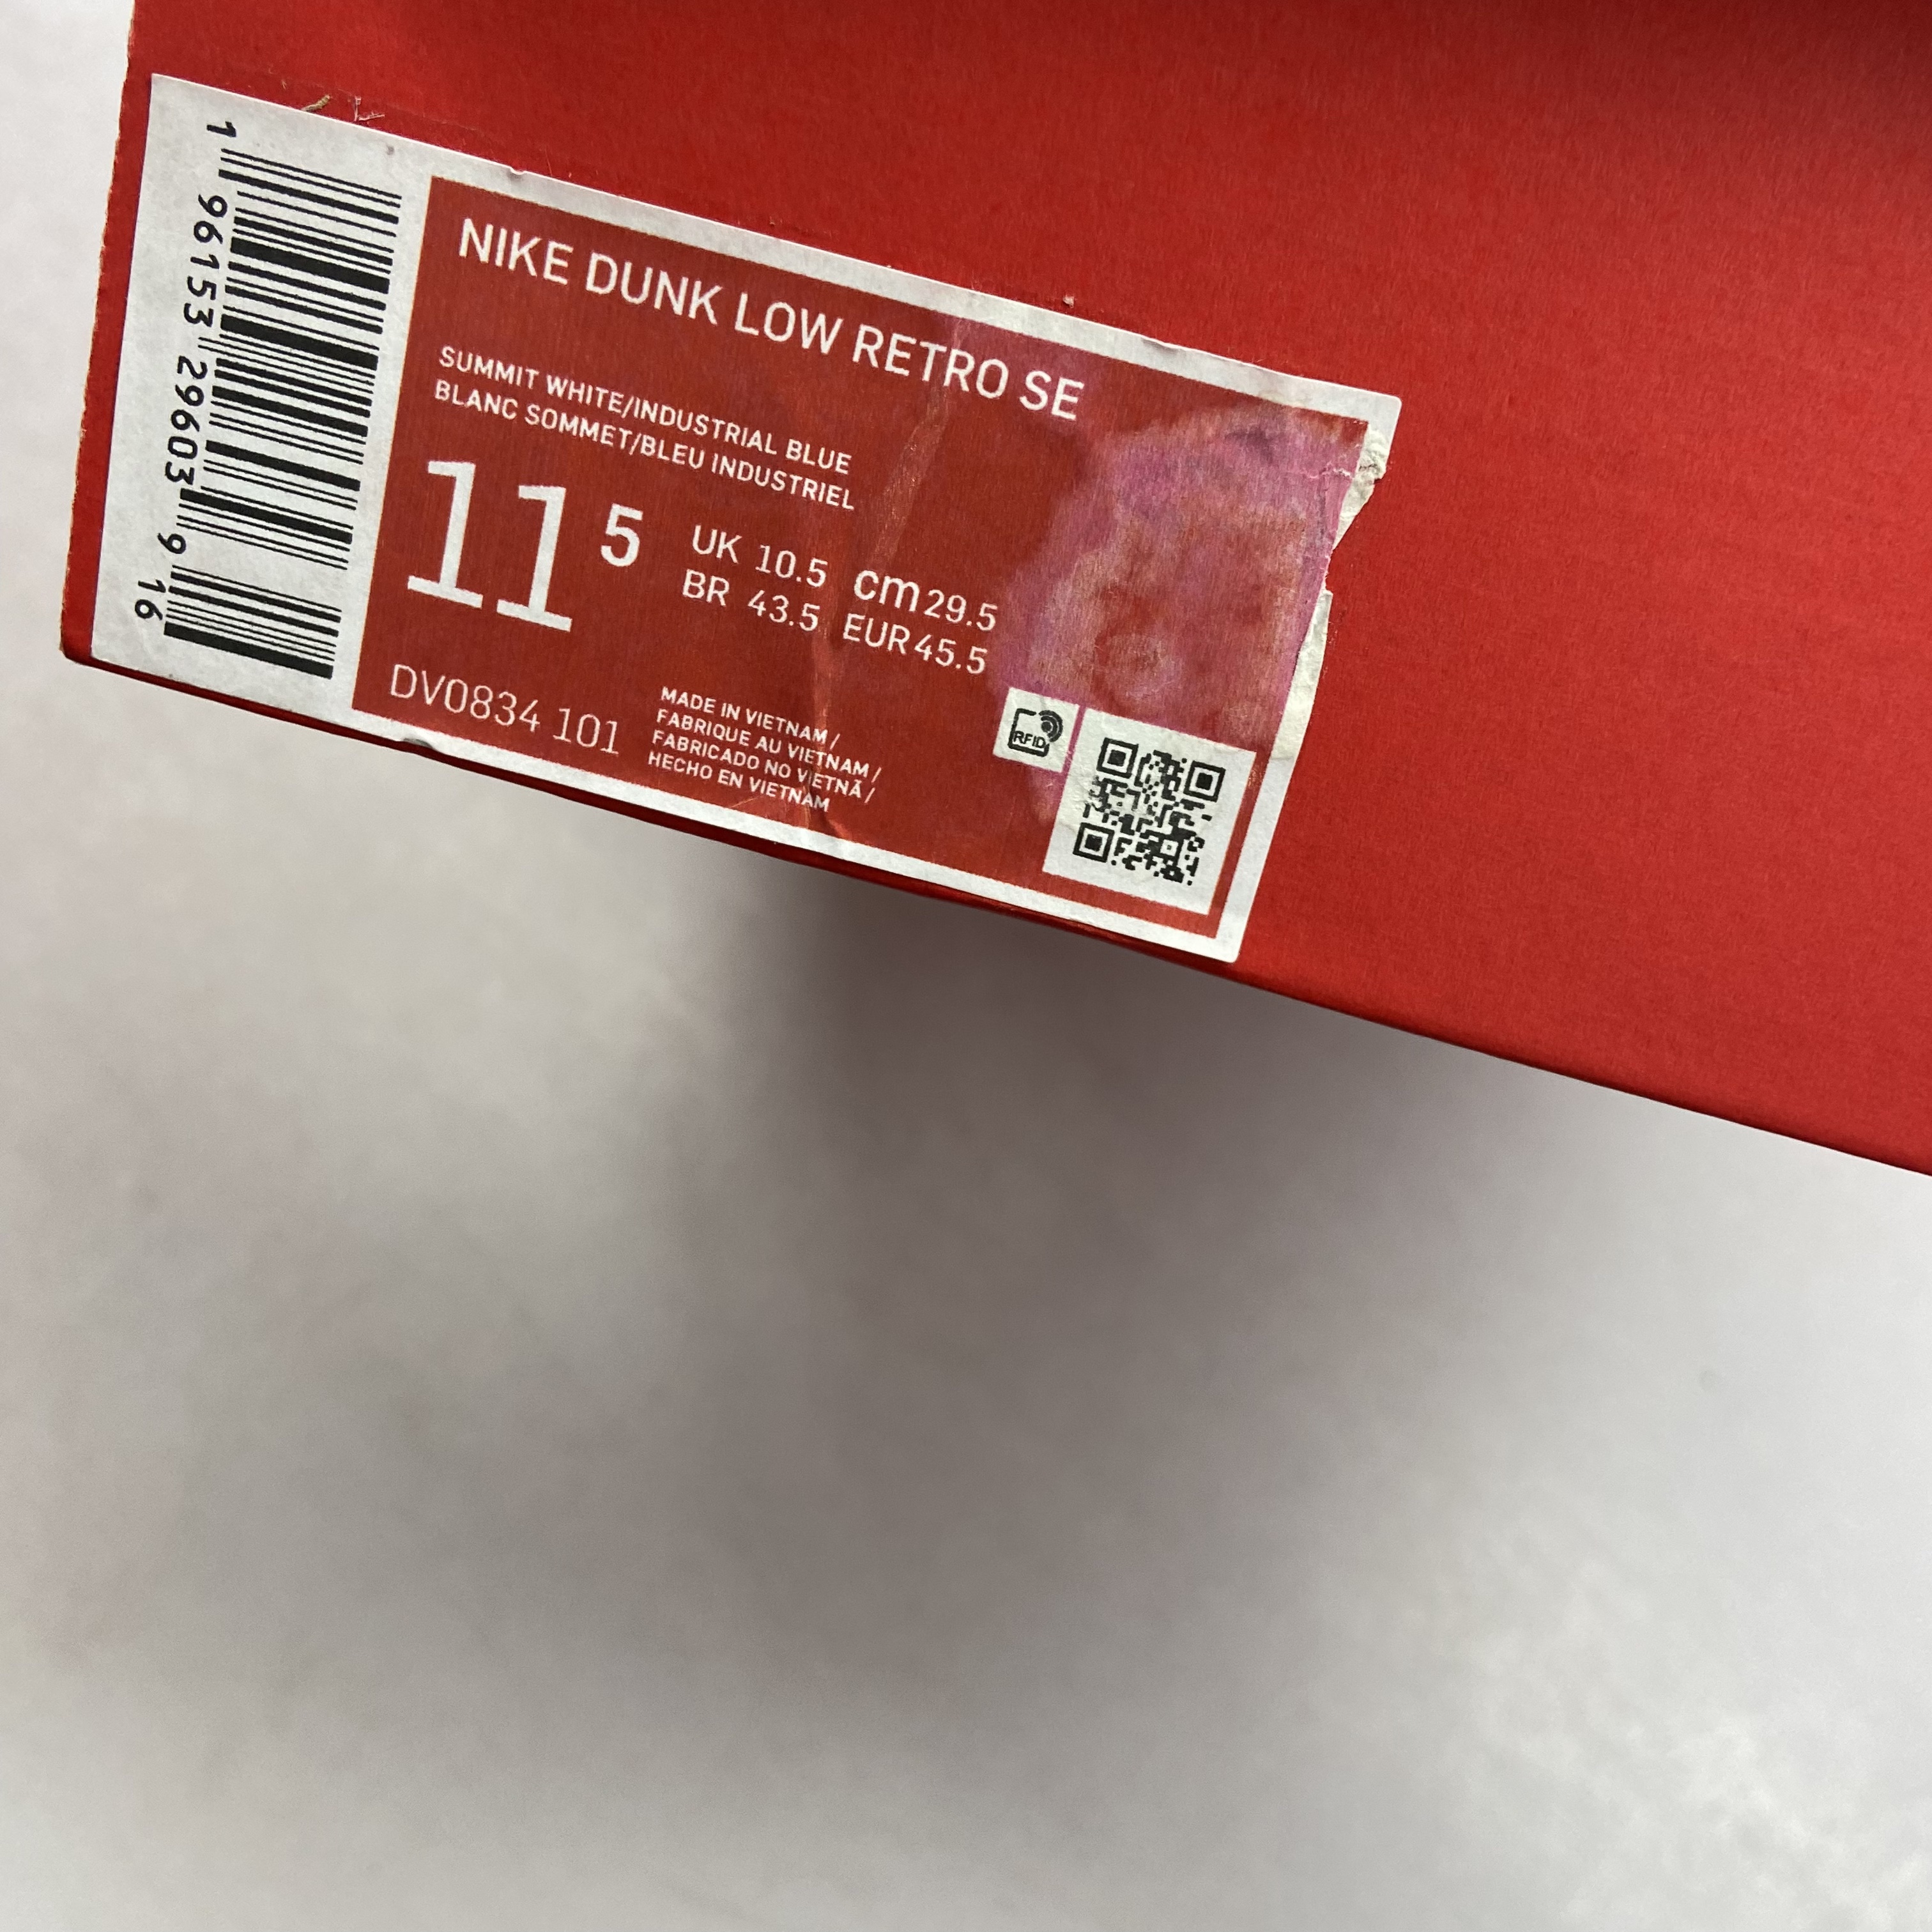 NIKE DUNK LOW RETRO SE
SUMMIT WHITE/INDUSTRIAL BLUE
BLANC SOMMET/BLEU INDUSTRIEL
11 5
UK 10.5 cm 29.5
BR 43.5 EUR 45.5
DV0834 101
MADE IN VIETNAM/
FABRIQUE AU VIETNAM/
FABRICADO NO VIETNÃ/
HECHO EN VIETNAM
RFID
1 96153 29603 9 16